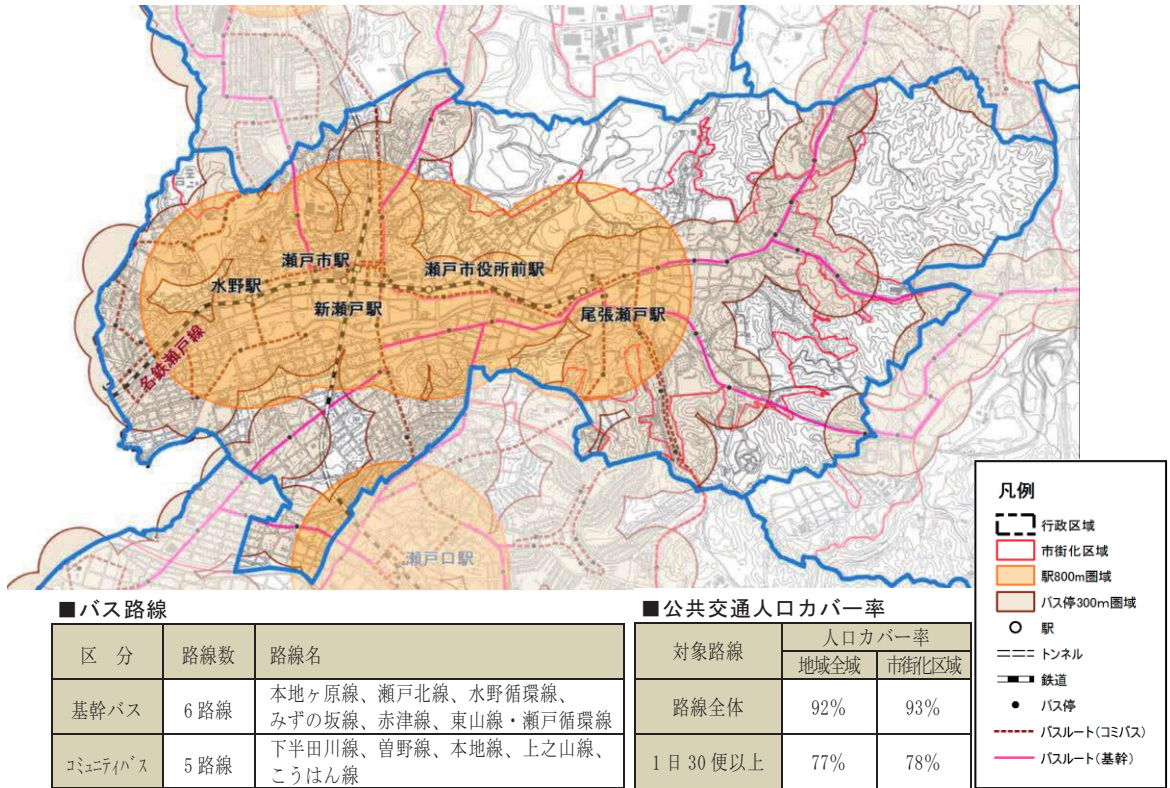 瀬戸市駅
瀬戸市役所前駅
水野駅
新瀬戸駅
尾張瀬戸駅
名鉄瀬戸線
瀬戸口駅
凡例
行政区域
市街化区域
駅800m圏域
バス停300m圏域
駅
トンネル
鉄道
バス停
バスルート(コミバス)
バスルート(基幹)
■バス路線
区 分 路線数 路線名
基幹バス 6 路線 本地ヶ原線、瀬戸北線、水野循環線、
みずの坂線、赤津線、東山線・瀬戸循環線
コミュニティバス 5 路線 下半田川線、曽野線、本地線、上之山線、
こうはん線
■公共交通人口カバー率
対象路線 人口カバー率
地域全域 市街化区域
路線全体 92% 93%
1 日 30 便以上 77% 78%